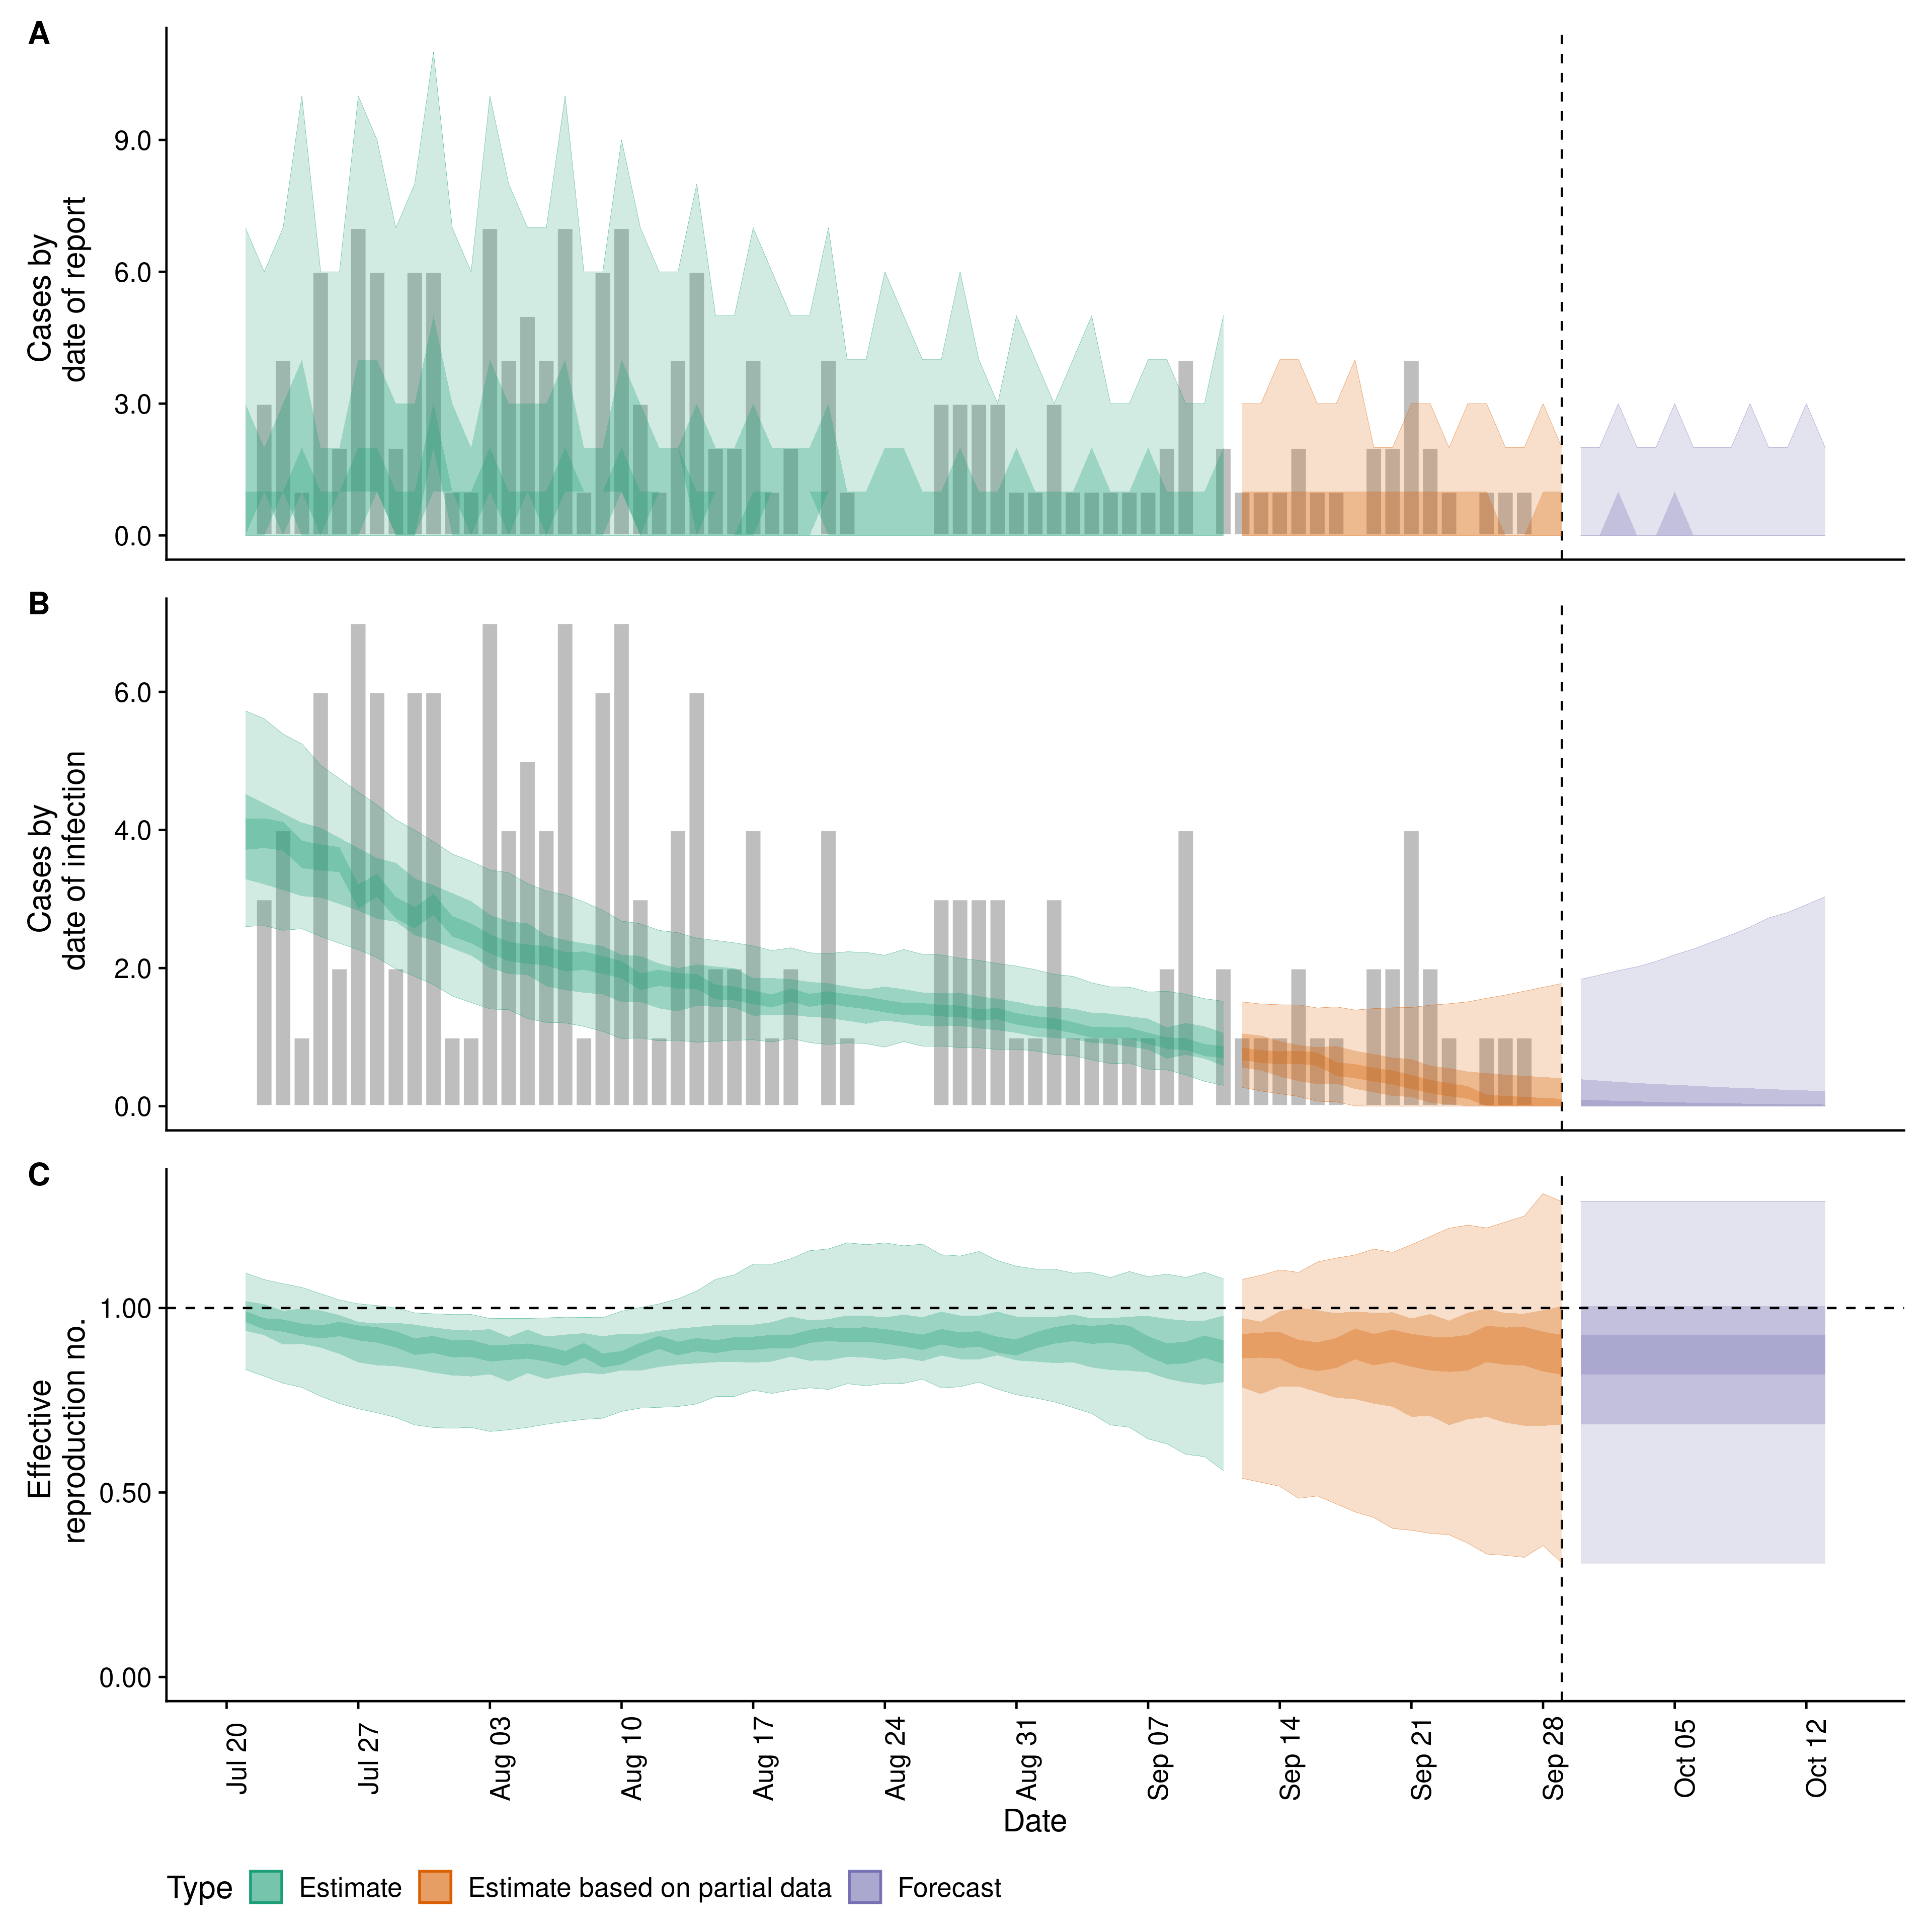 A
Cases by
date of report
9.0
6.0
3.0
0.0
B
Cases by
date of infection
6.0
4.0
2.0
0.0
C
Effective
reproduction no.
1.00
0.50
0.00
Jul 20
Jul 27
Aug 03
Aug 10
Aug 17
Aug 24
Aug 31
Sep 07
Sep 14
Sep 21
Sep 28
Oct 05
Oct 12
Date
Type
Estimate
Estimate based on partial data
Forecast